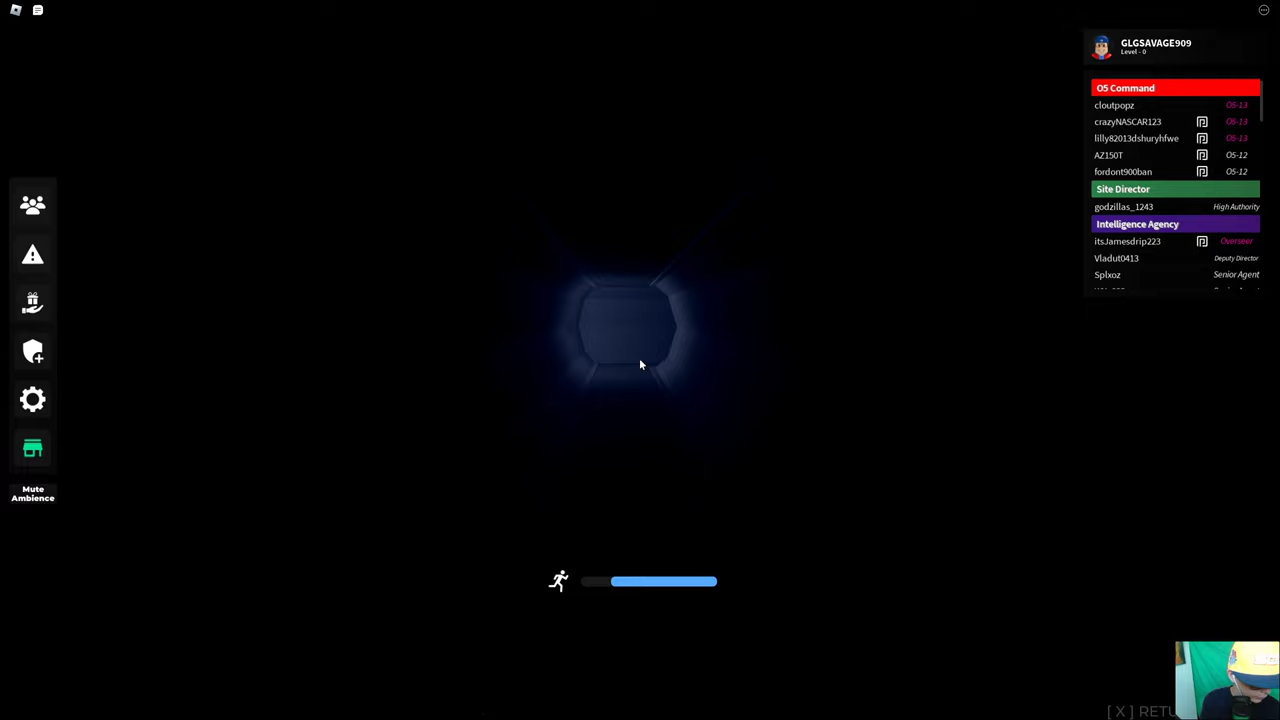 GLGSAVAGE909
Level - 0
O5 Command
cloutpopz O5-13
crazyNASCAR123 O5-13
lilly82013dshuryhfwe O5-13
AZ150T O5-12
fordont900ban O5-12
Site Director
godzillas_1243 High Authority
Intelligence Agency
itsJamesdrip223 Overseer
Vladut0413 Deputy Director
Splxoz Senior Agent
Mute
Ambience
[ X ] RETU